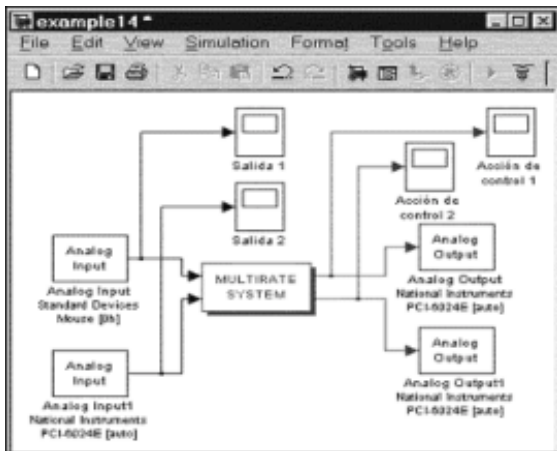 example14 *
File Edit View Simulation Format Tools Help
Salida 1
Acción de
control 1
Salida 2
Acción de
control 2
Analog
Input
Analog Input
Standard Devices
Mouse [0h]
MULTIRATE
SYSTEM
Analog
Output
Analog Output
National Instruments
PCI-6024E [auto]
Analog
Input
Analog Input1
National Instruments
PCI-6024E [auto]
Analog
Output
Analog Output1
National Instruments
PCI-6024E [auto]